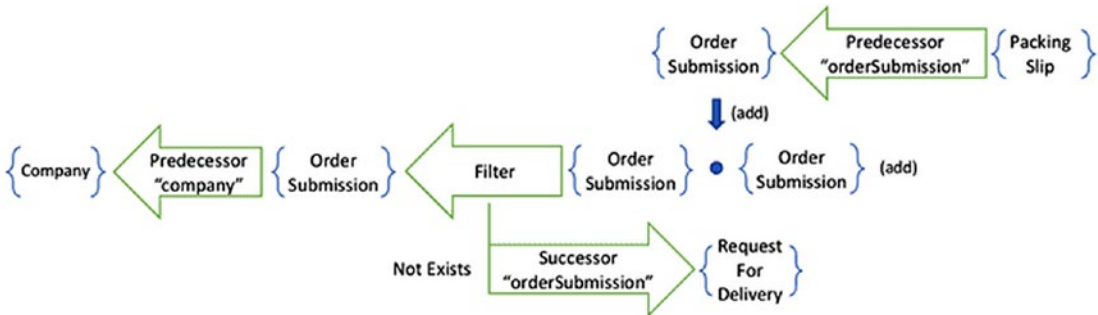 Order
Submission
Predecessor
“orderSubmission”
Packing
Slip
(add)
Company
Predecessor
“company”
Order
Submission
Filter
Order
Submission
Order
Submission
(add)
Not Exists
Successor
“orderSubmission”
Request
For
Delivery